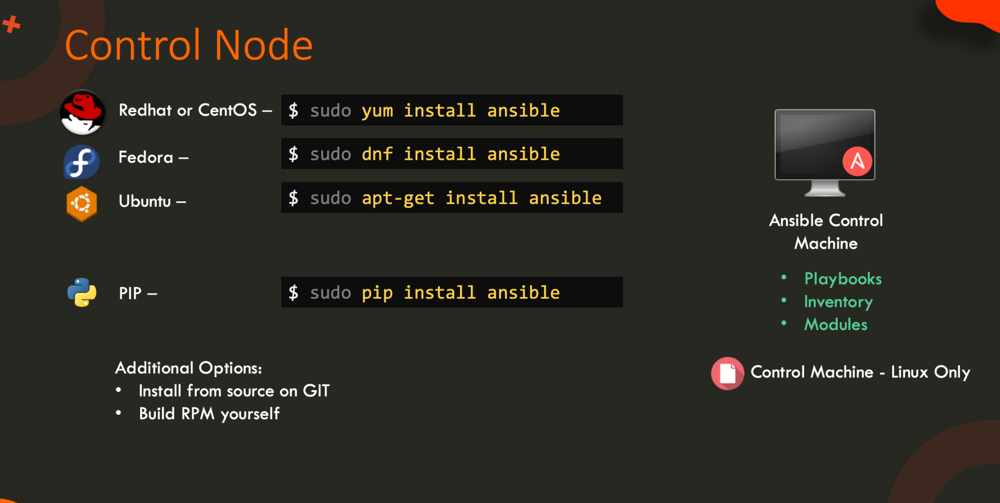 Control Node
Redhat or CentOS –
$ sudo yum install ansible
Fedora –
$ sudo dnf install ansible
Ubuntu –
$ sudo apt-get install ansible
PIP –
$ sudo pip install ansible
Additional Options:
• Install from source on GIT
• Build RPM yourself
Ansible Control
Machine
• Playbooks
• Inventory
• Modules
Control Machine - Linux Only